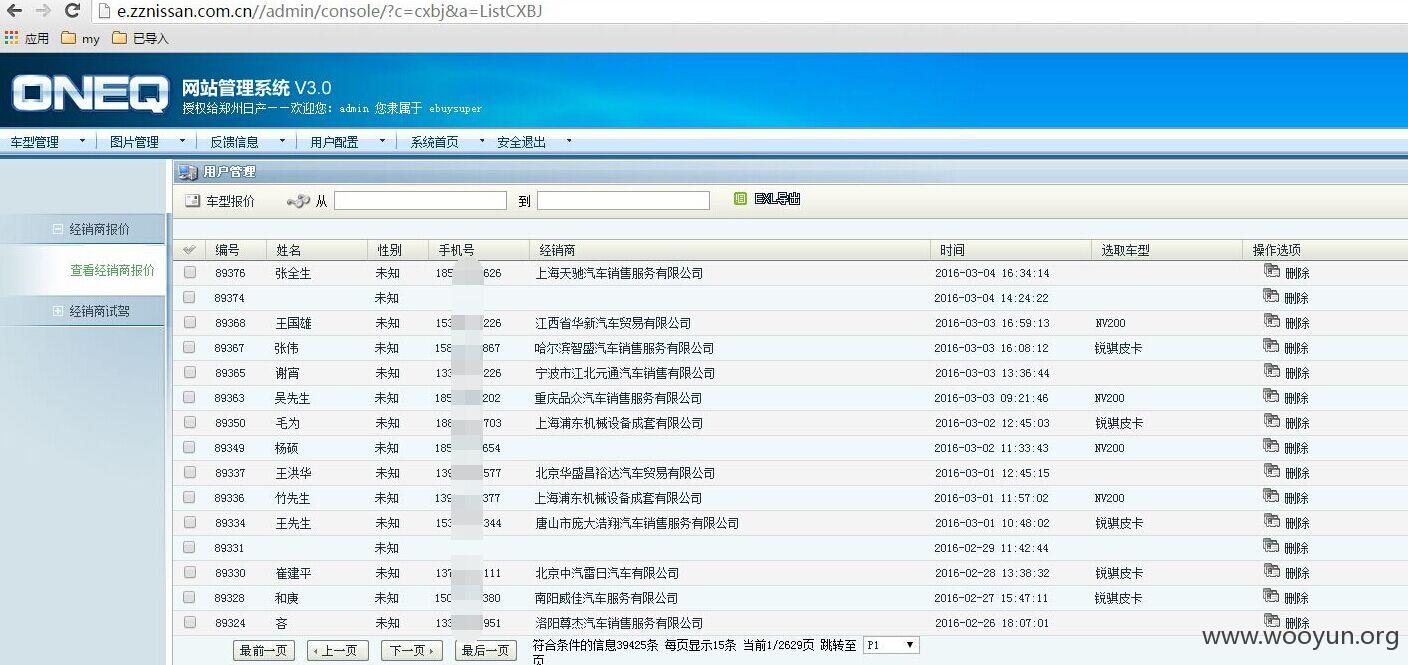 e.zznissan.com.cn//admin/console/?c=cxbj&a=ListCXBJ
应用 my 已导入
ONEQ 网站管理系统 V3.0
授权给郑州日产——欢迎您：admin 您隶属于 ebuysuper
车型管理 图片管理 反馈信息 用户配置 系统首页 安全退出
用户管理
车型报价 从 到 EXL导出
经销商报价
查看经销商报价
经销商试驾
编号 姓名 性别 手机号 经销商 时间 选取车型 操作选项
89376 张全生 未知 185 626 上海天驰汽车销售服务有限公司 2016-03-04 16:34:14 删除
89374 未知 2016-03-04 14:24:22 删除
89368 王国雄 未知 153 226 江西省华新汽车贸易有限公司 2016-03-03 16:59:13 NV200 删除
89367 张伟 未知 158 867 哈尔滨智盛汽车销售服务有限公司 2016-03-03 16:08:12 锐骐皮卡 删除
89365 谢宵 未知 133 226 宁波市江北元通汽车销售有限公司 2016-03-03 13:36:44 删除
89363 吴先生 未知 185 202 重庆品众汽车销售服务有限公司 2016-03-03 09:21:46 NV200 删除
89350 毛为 未知 188 703 上海浦东机械设备成套有限公司 2016-03-02 12:45:03 锐骐皮卡 删除
89349 杨硕 未知 185 654 2016-03-02 11:33:43 NV200 删除
89337 王洪华 未知 139 577 北京华盛昌裕达汽车贸易有限公司 2016-03-01 12:45:15 删除
89336 竹先生 未知 139 377 上海浦东机械设备成套有限公司 2016-03-01 11:57:02 NV200 删除
89334 王先生 未知 153 344 唐山市庞大浩翔汽车销售服务有限公司 2016-03-01 10:48:02 锐骐皮卡 删除
89331 未知 2016-02-29 11:42:44 删除
89330 崔建平 未知 137 111 北京中汽雷日汽车有限公司 2016-02-28 13:38:32 锐骐皮卡 删除
89328 和庚 未知 150 380 南阳威佳汽车服务有限公司 2016-02-27 15:47:11 锐骐皮卡 删除
89324 容 未知 133 951 洛阳尊杰汽车销售服务有限公司 2016-02-26 18:07:01 删除
最前一页 上一页 下一页 最后一页 符合条件的信息39425条 每页显示15条 当前1/2629页 跳转至 P1
页
www.wooyun.org